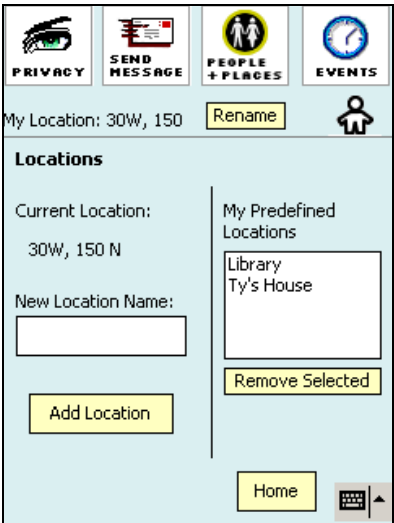 PRIVACY
SEND
MESSAGE
PEOPLE
+PLACES
EVENTS
My Location: 30W, 150
Rename
Locations
Current Location:
30W, 150 N
New Location Name:
Add Location
My Predefined
Locations
Library
Ty's House
Remove Selected
Home